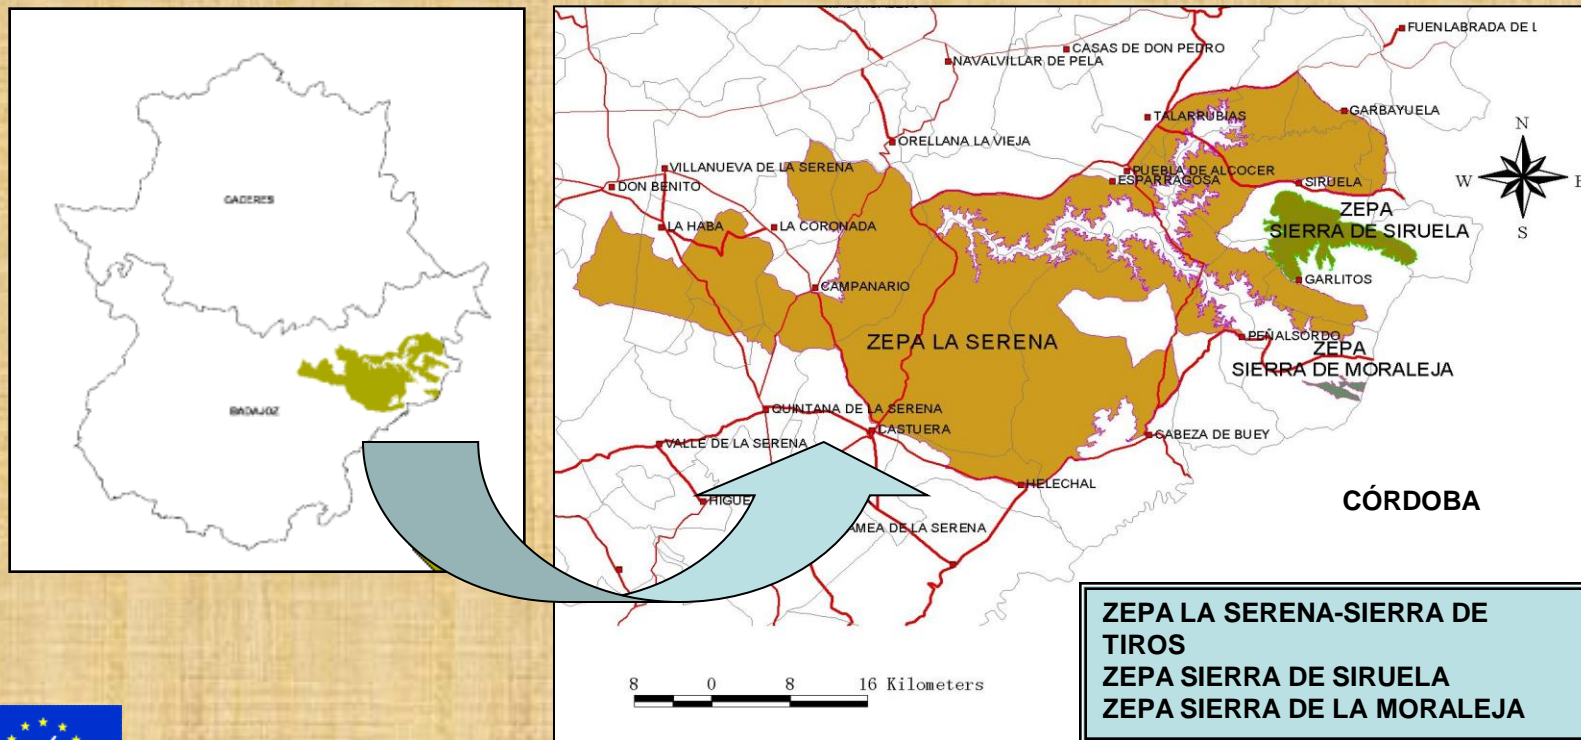 CACERES
BADAJOZ
FUENLABRADA DE L
CASAS DE DON PEDRO
NAVALVILLAR DE PELA
GARBAYUELA
TALARRUBIAS
N
ORELLANA LA VIEJA
VILLANUEVA DE LA SERENA
PUEBLA DE ALCOCER
W
E
DON BENITO
ESPARRAGOSA
SIRUELA
ZEPA
SIERRA DE SIRUELA
S
LA HABA
LA CORONADA
CAMPANARIO
GARLITOS
ZEPA LA SERENA
PEÑALSORDO
ZEPA
SIERRA DE MORALEJA
QUINTANA DE LA SERENA
CASTUERA
CABEZA DE BUEY
VALLE DE LA SERENA
HELECHAL
HIGUE
CÓRDOBA
AMEA DE LA SERENA
8 0 8 16 Kilometers
ZEPA LA SERENA-SIERRA DE
TIROS
ZEPA SIERRA DE SIRUELA
ZEPA SIERRA DE LA MORALEJA